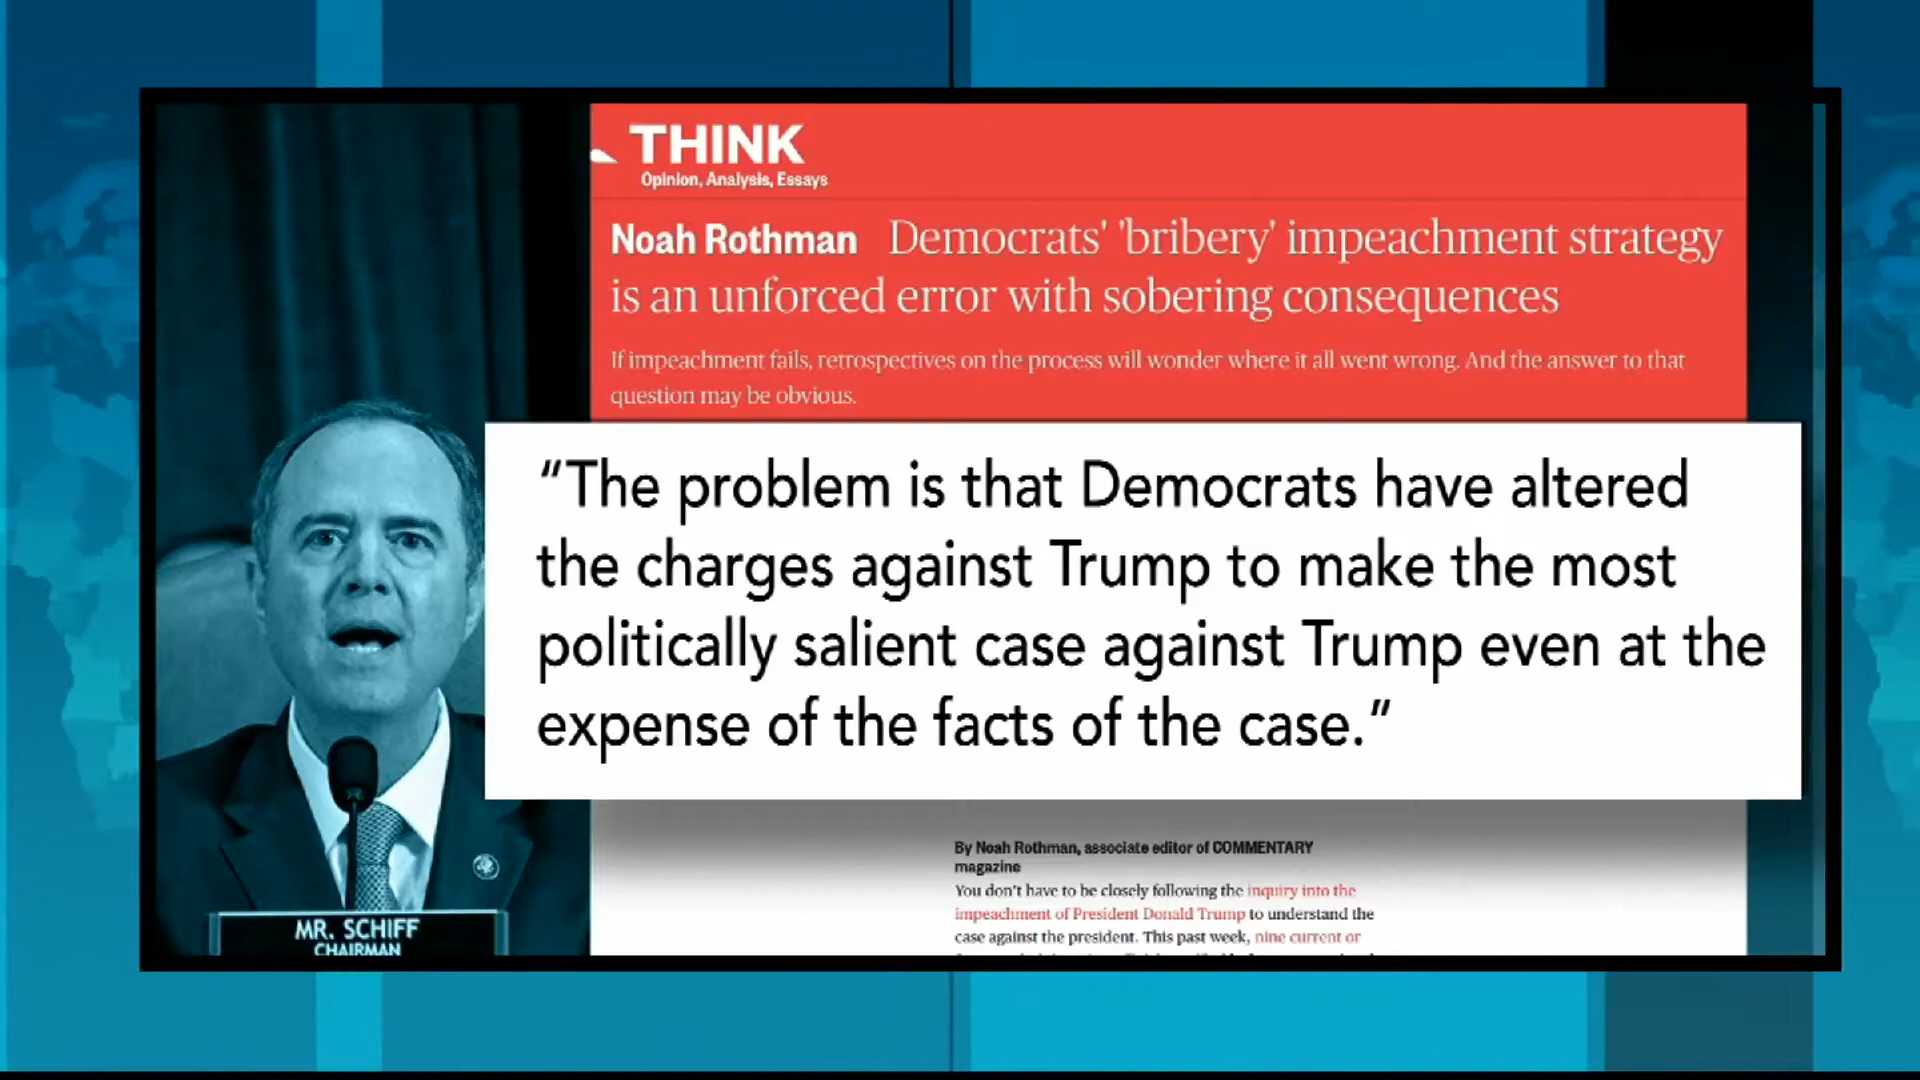 THINK
Opinion, Analysis, Essays
Noah Rothman Democrats' 'bribery' impeachment strategy
is an unforced error with sobering consequences
If impeachment fails, retrospectives on the process will wonder where it all went wrong. And the answer to that
question may be obvious.
“The problem is that Democrats have altered
the charges against Trump to make the most
politically salient case against Trump even at the
expense of the facts of the case.”
By Noah Rothman, associate editor of COMMENTARY
magazine
You don't have to be closely following the inquiry into the
impeachment of President Donald Trump to understand the
case against the president. This past week, nine current or
MR. SCHIFF
CHAIRMAN